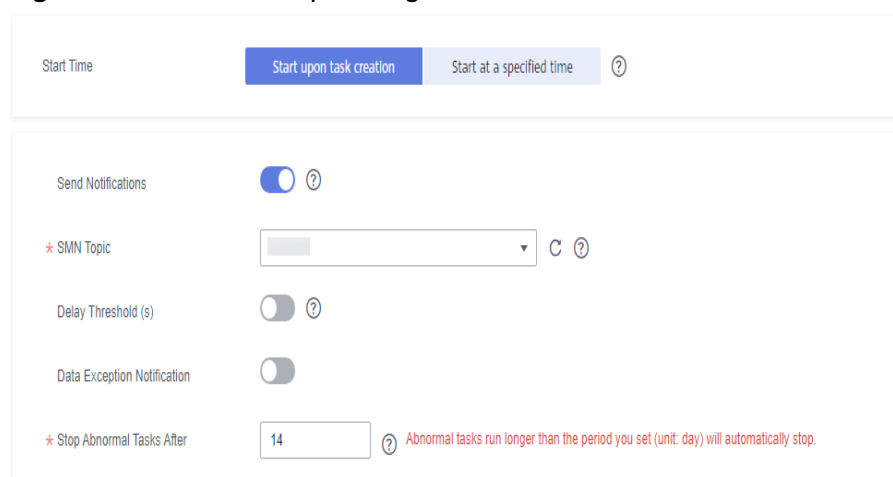 Start Time Start upon task creation Start at a specified time ?
Send Notifications ?
* SMN Topic ?
Delay Threshold (s) ?
Data Exception Notification
* Stop Abnormal Tasks After 14 ? Abnormal tasks run longer than the period you set (unit: day) will automatically stop.